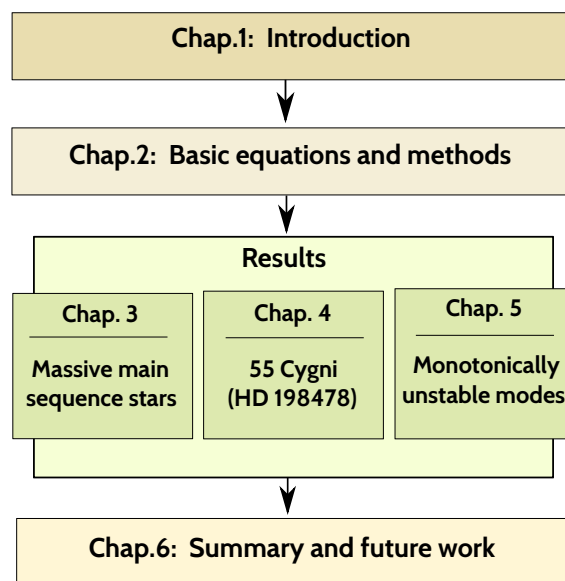 Chap.1: Introduction
Chap.2: Basic equations and methods
Results
Chap. 3
Massive main
sequence stars
Chap. 4
55 Cygni
(HD 198478)
Chap. 5
Monotonically
unstable modes
Chap.6: Summary and future work